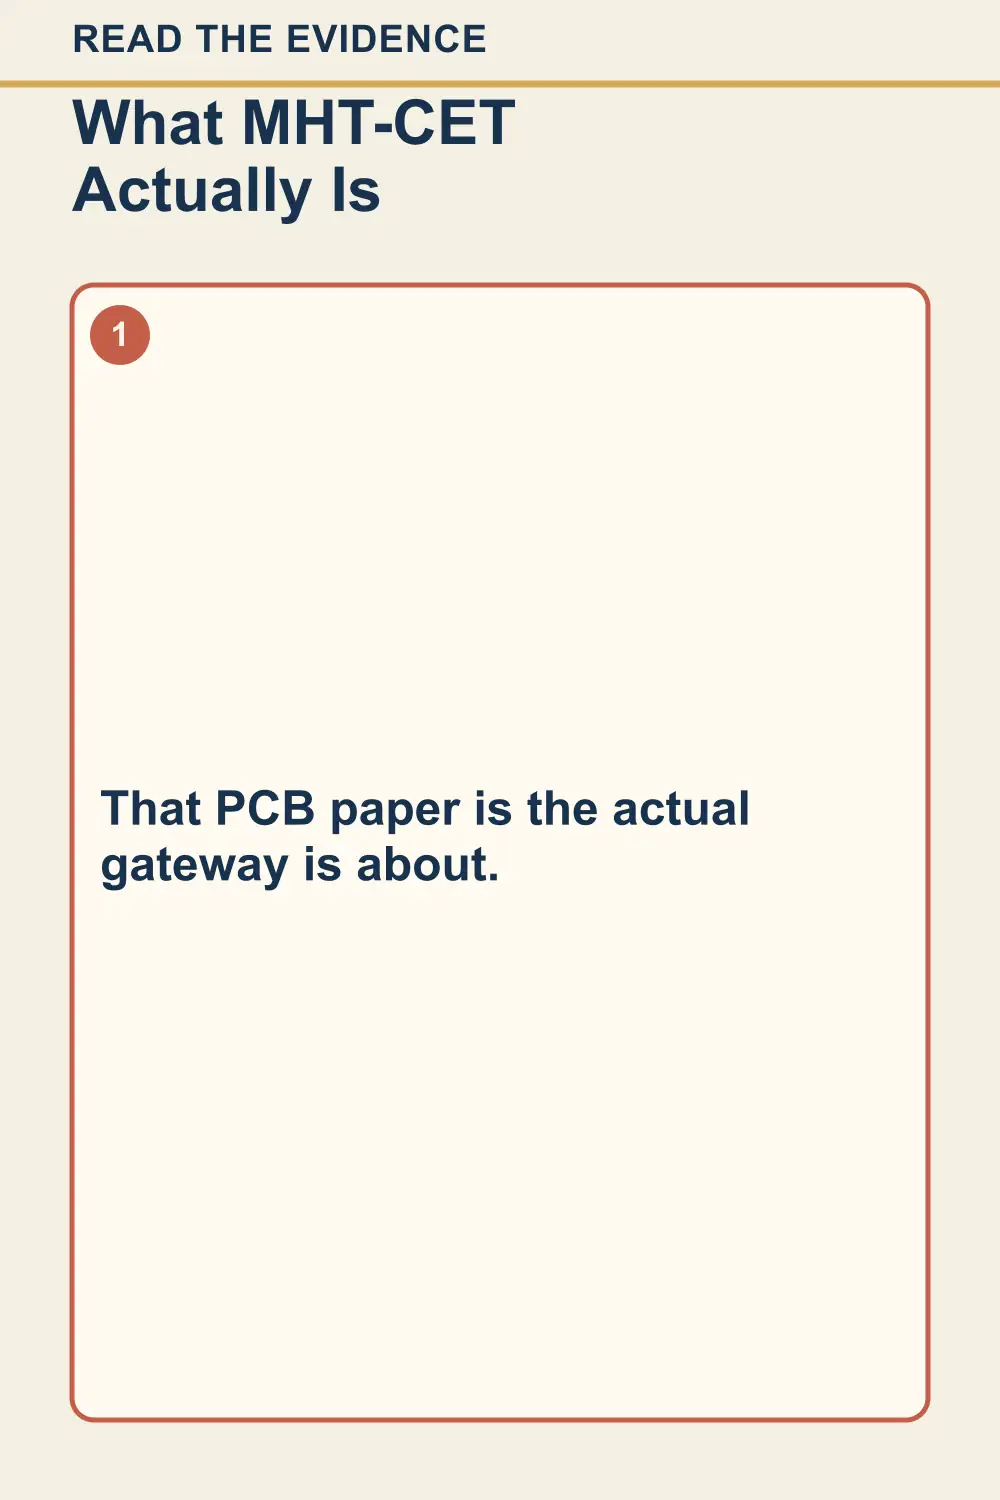 READ THE EVIDENCE
What MHT-CET
Actually Is
1
That PCB paper is the actual
gateway is about.